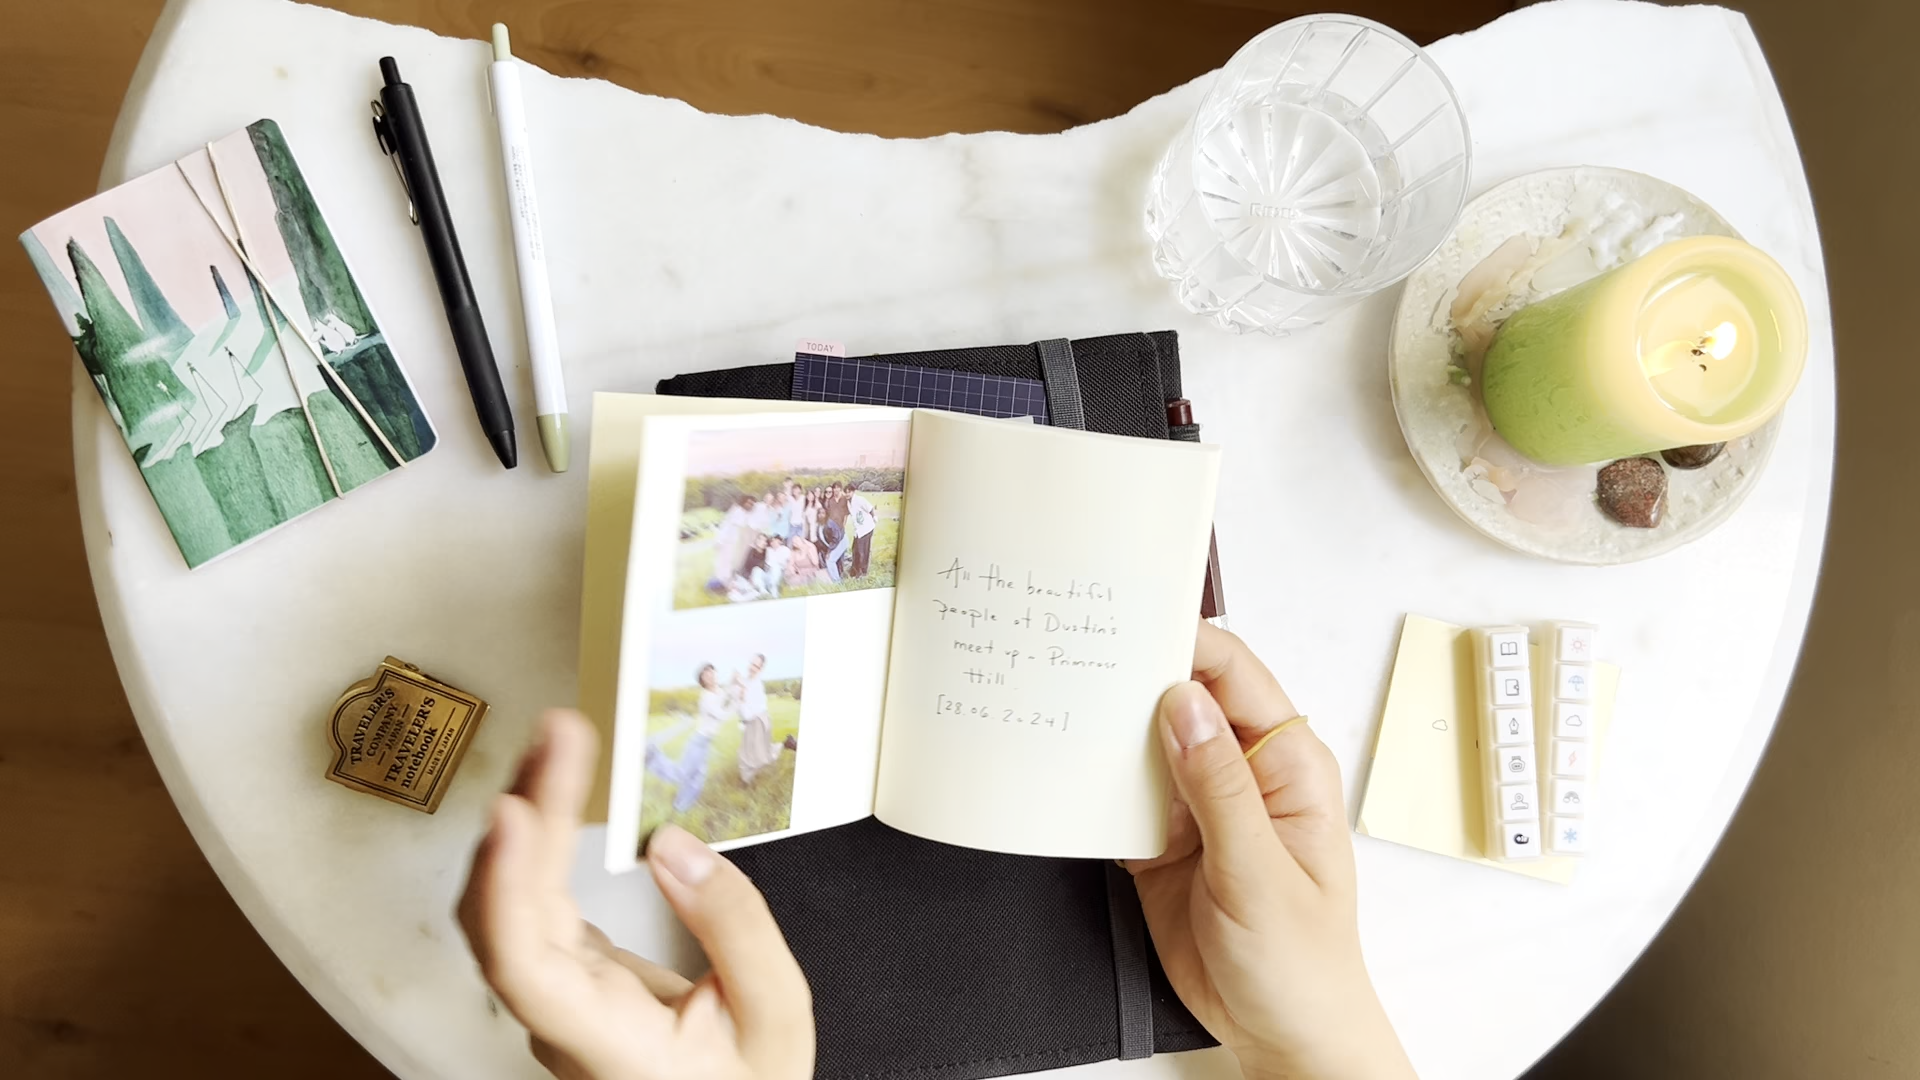 TODAY
All the beautiful
people at Dustin's
meet up - Primrose
Hill.
[28.06.2024]
TRAVELER'S
COMPANY
JAPAN
TRAVELER'S
notebook
MADE IN JAPAN